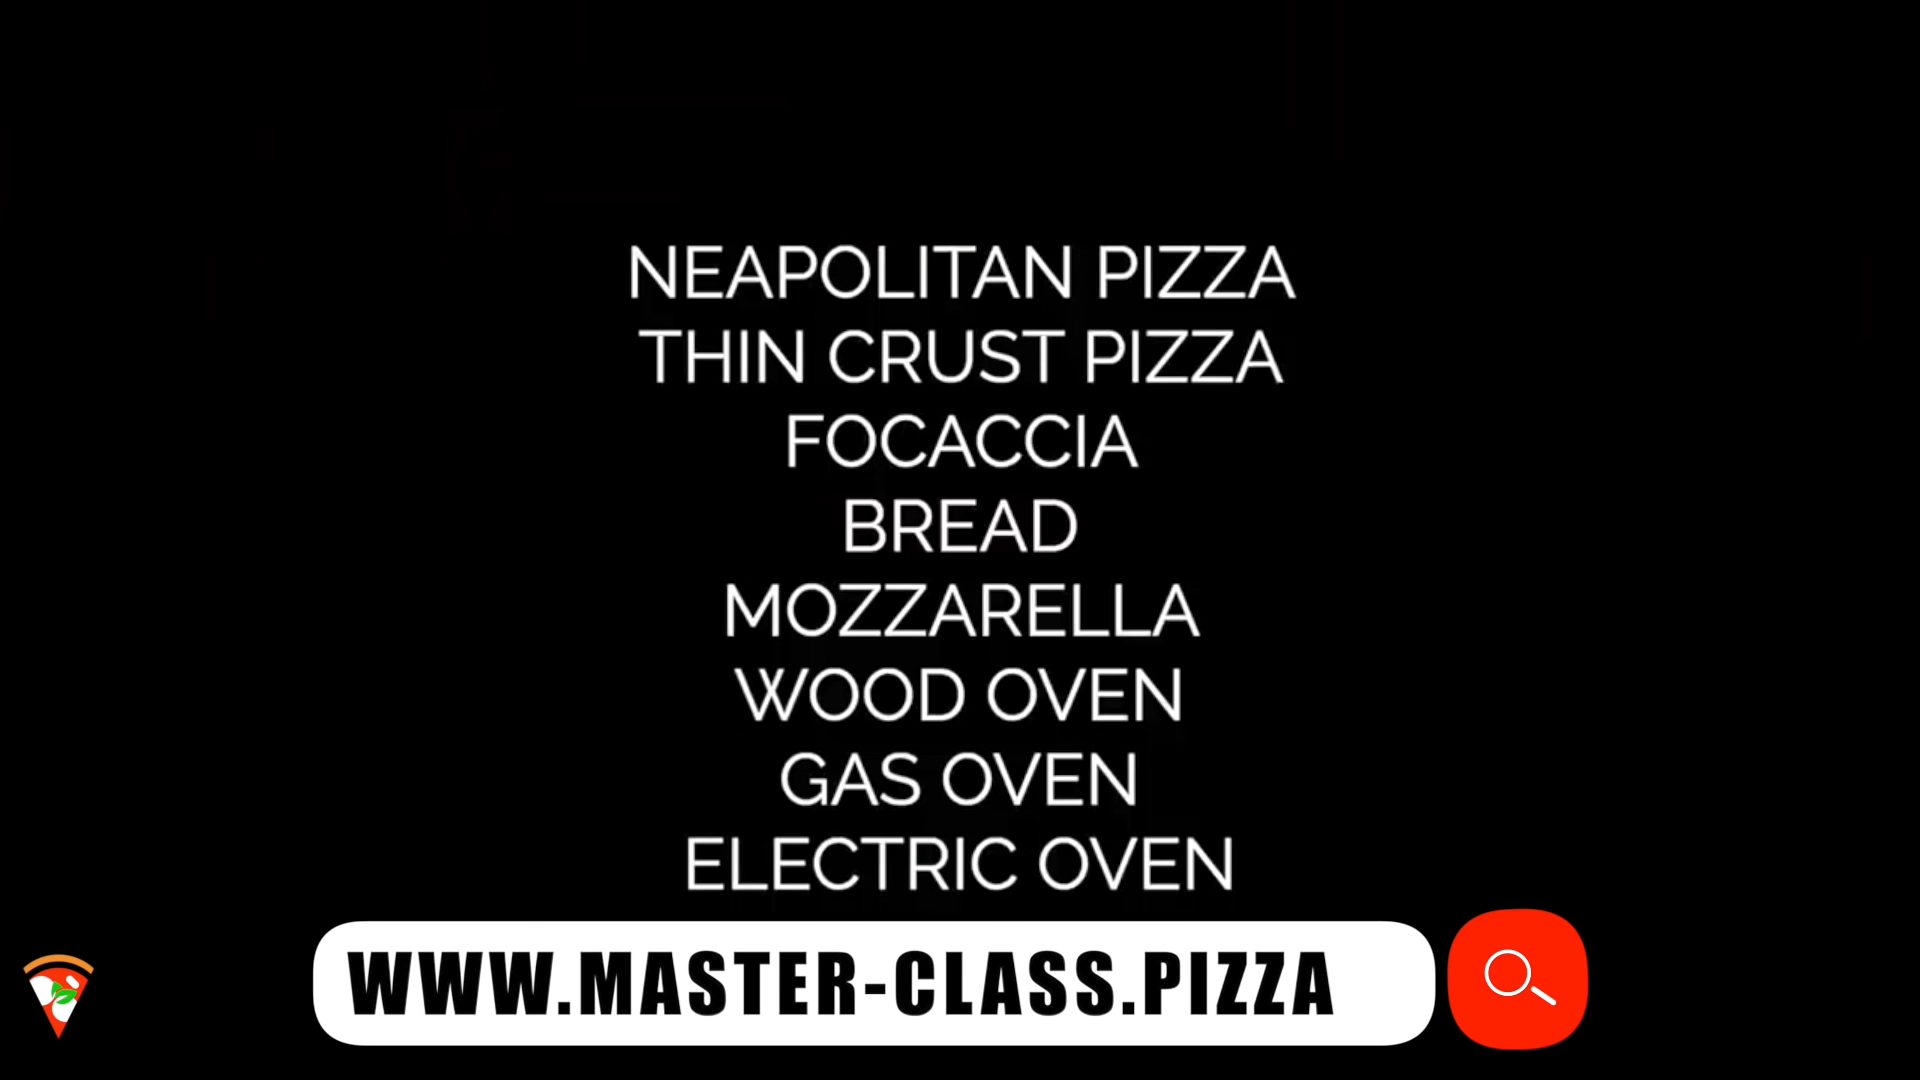 NEAPOLITAN PIZZA
THIN CRUST PIZZA
FOCACCIA
BREAD
MOZZARELLA
WOOD OVEN
GAS OVEN
ELECTRIC OVEN
WWW.MASTER-CLASS.PIZZA